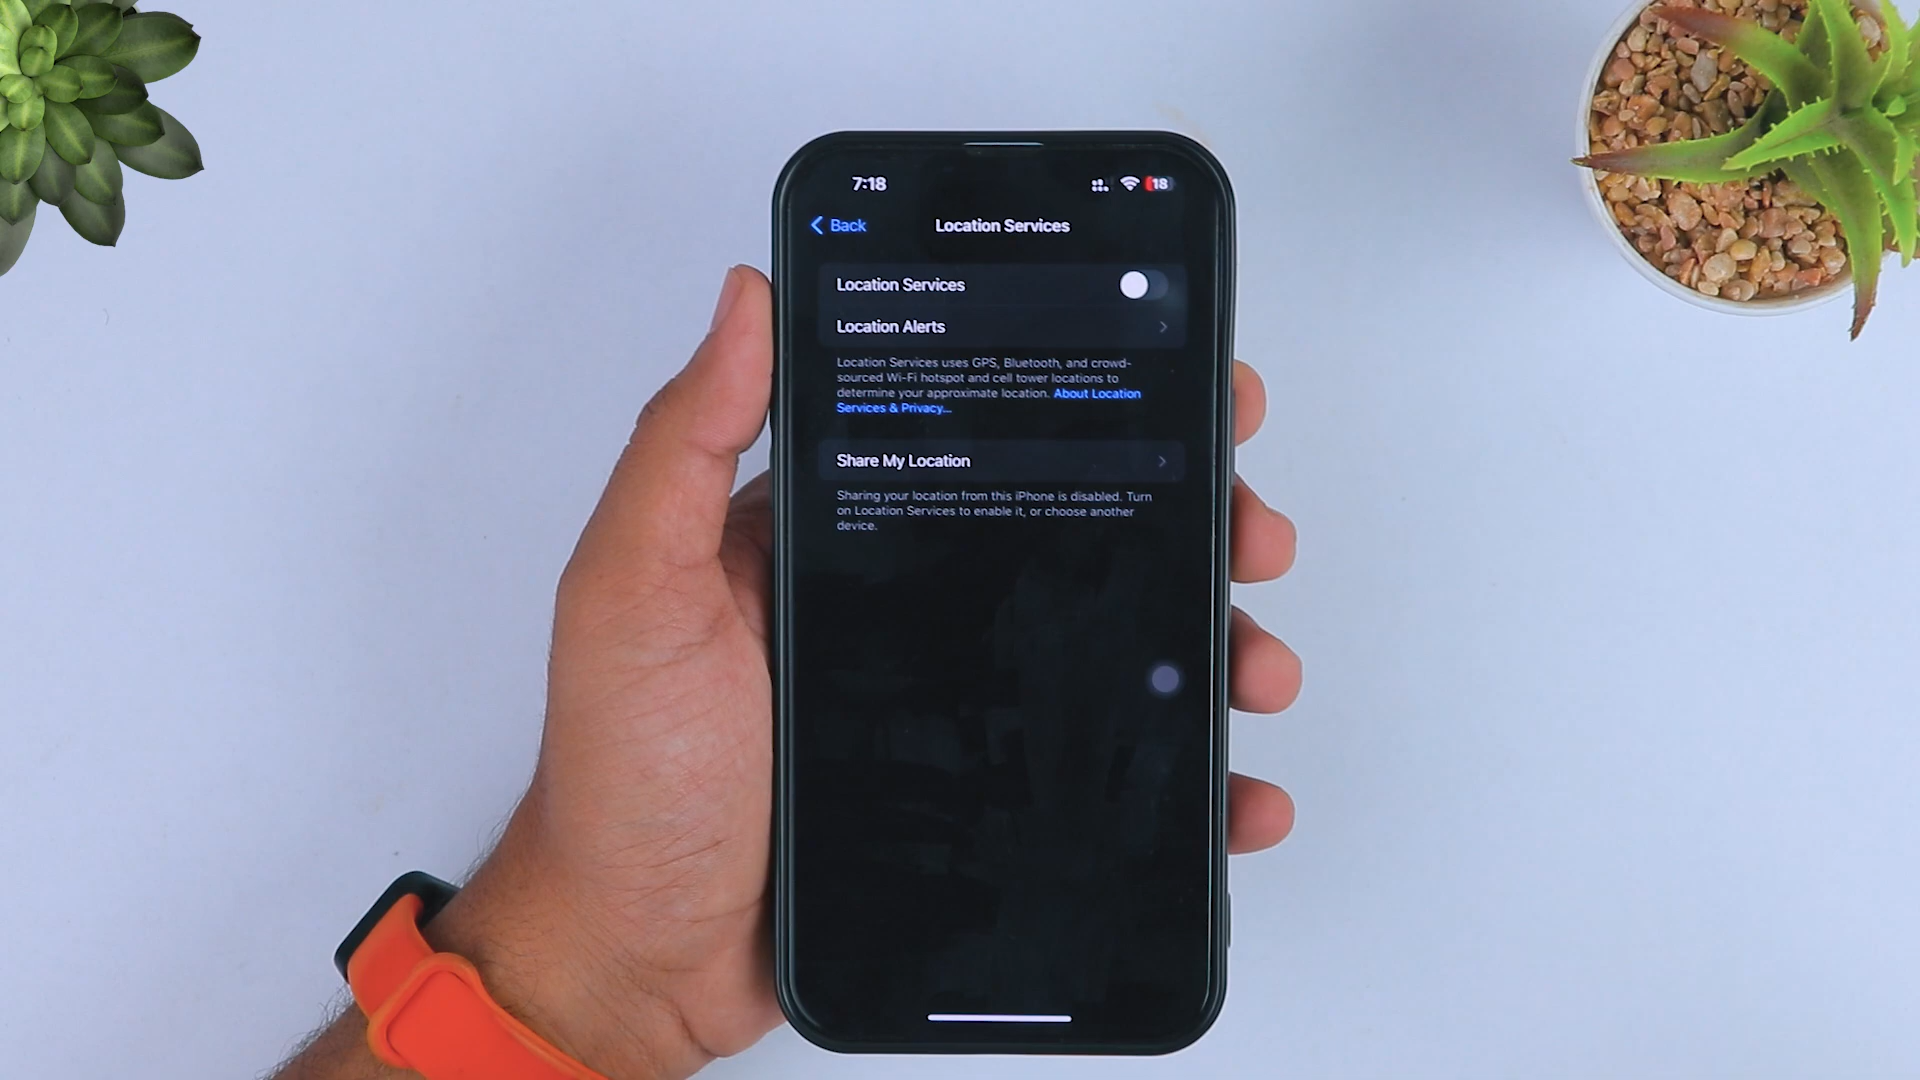 7:18
18
Back
Location Services
Location Services
Location Alerts
Location Services uses GPS, Bluetooth, and crowd-
sourced Wi-Fi hotspot and cell tower locations to
determine your approximate location. About Location
Services & Privacy...
Share My Location
Sharing your location from this iPhone is disabled. Turn
on Location Services to enable it, or choose another
device.